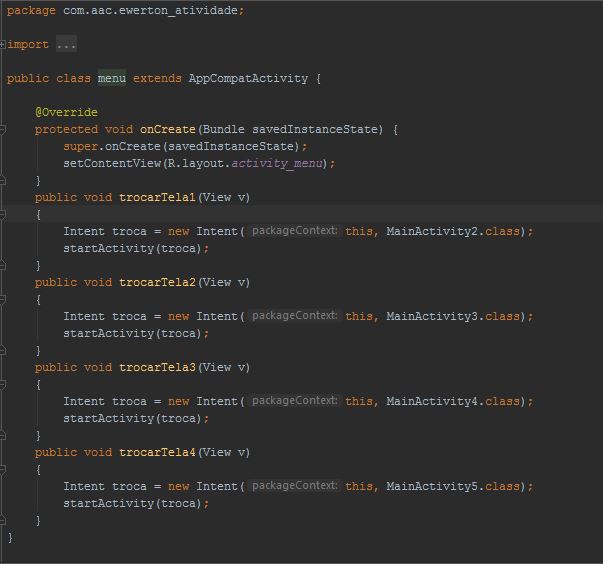 package com.aac.ewerton_atividade;
import ...
public class menu extends AppCompatActivity {
@Override
protected void onCreate(Bundle savedInstanceState) {
super.onCreate(savedInstanceState);
setContentView(R.layout.activity_menu);
}
public void trocarTela1(View v)
{
Intent troca = new Intent( packageContext: this, MainActivity2.class);
startActivity(troca);
}
public void trocarTela2(View v)
{
Intent troca = new Intent( packageContext: this, MainActivity3.class);
startActivity(troca);
}
public void trocarTela3(View v)
{
Intent troca = new Intent( packageContext: this, MainActivity4.class);
startActivity(troca);
}
public void trocarTela4(View v)
{
Intent troca = new Intent( packageContext: this, MainActivity5.class);
startActivity(troca);
}
}